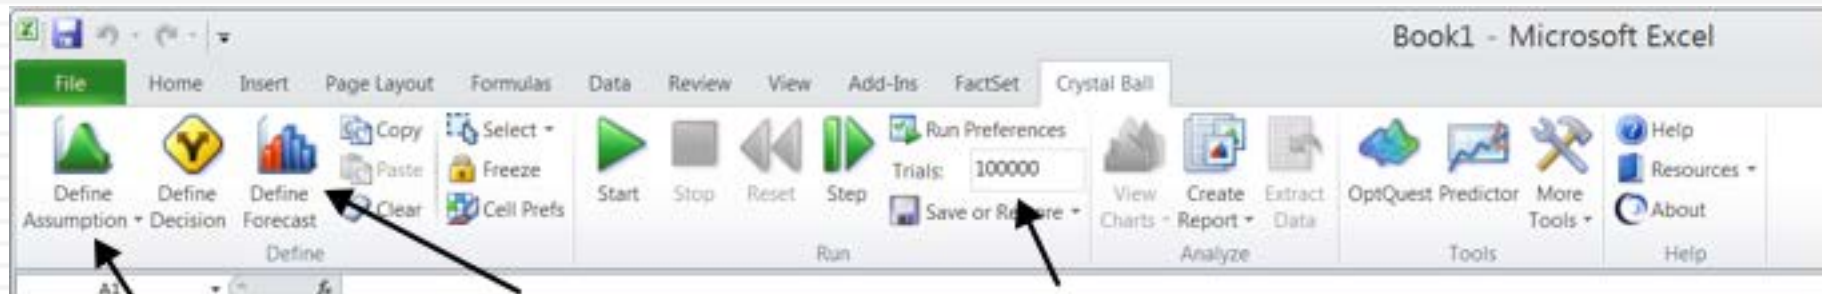 Book1 - Microsoft Excel
File Home Insert Page Layout Formulas Data Review View Add-Ins FactSet Crystal Ball
Define Assumption
Define Decision
Define Forecast
Copy
Paste
Clear
Select
Freeze
Cell Prefs
Define
Start
Stop
Reset
Step
Run Preferences
Trials: 100000
Save or Restore
Run
View Charts
Create Report
Extract Data
Analyze
OptQuest
Predictor
More Tools
Tools
Help
Resources
About
Help
A1
fx